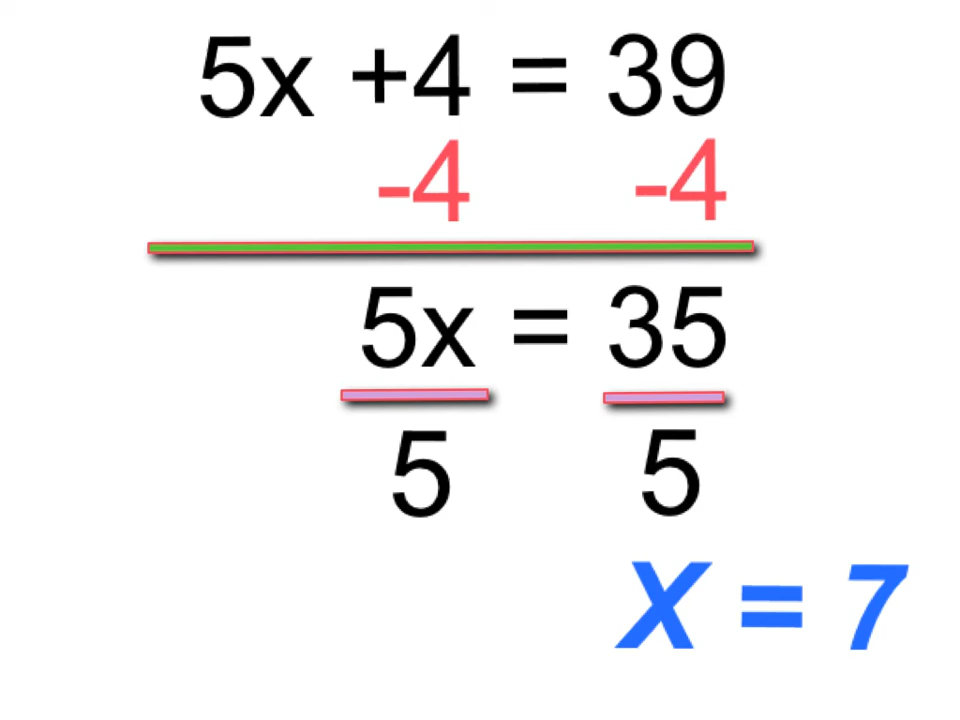 5x +4 = 39
-4 -4
5x = 35
5 5
X = 7